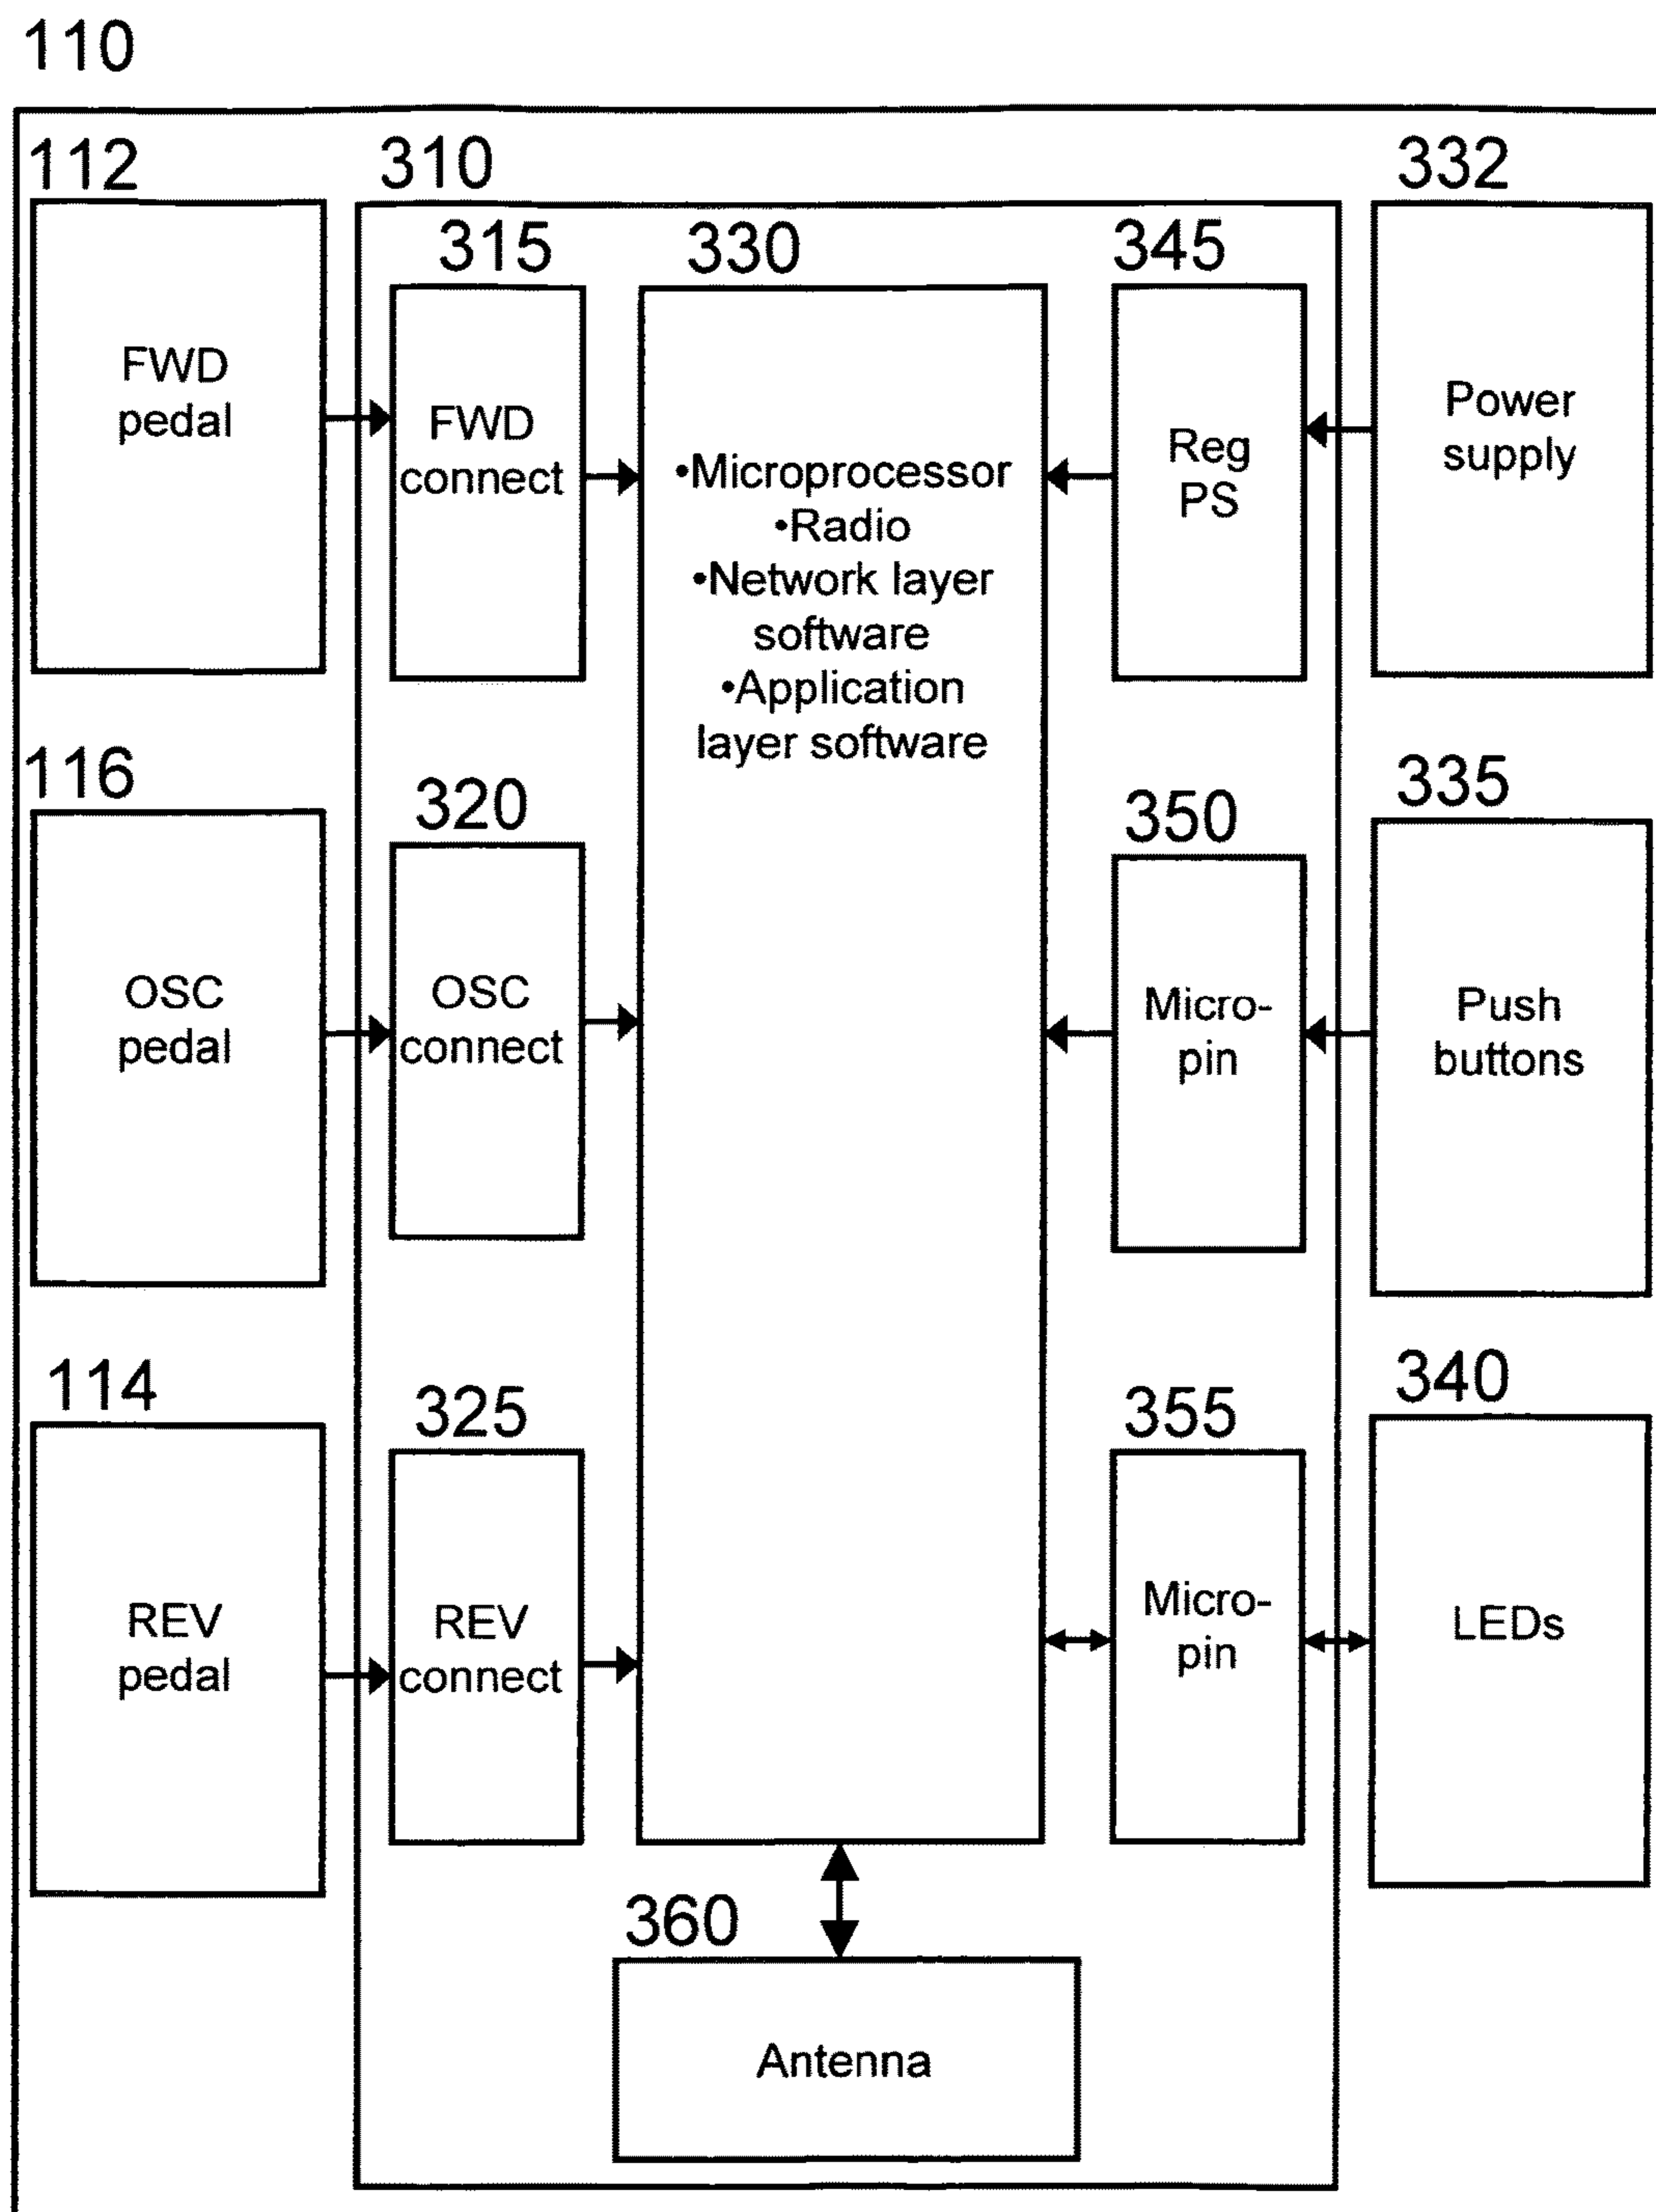 110
112
310
332
315
330
345
FWD
pedal
FWD
connect
•Microprocessor
•Radio
•Network layer
software
•Application
layer software
Reg
PS
Power
supply
116
320
350
335
OSC
pedal
OSC
connect
Micro-
pin
Push
buttons
114
325
355
340
REV
pedal
REV
connect
Micro-
pin
LEDs
360
Antenna